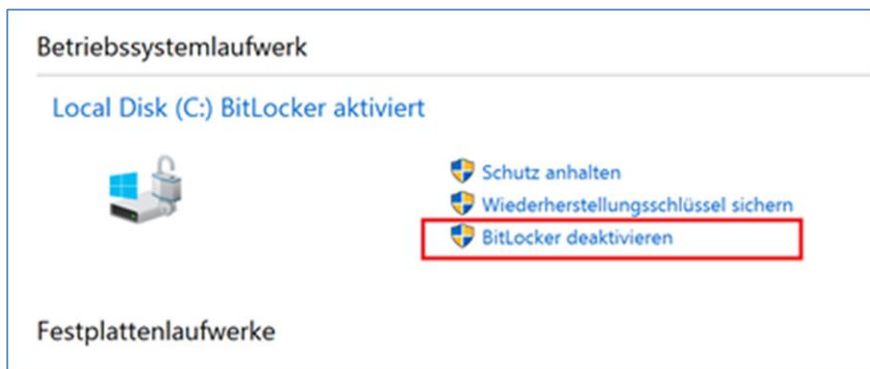 Betriebssystemlaufwerk
Local Disk (C:) BitLocker aktiviert
Schutz anhalten
Wiederherstellungsschlüssel sichern
BitLocker deaktivieren
Festplattenlaufwerke